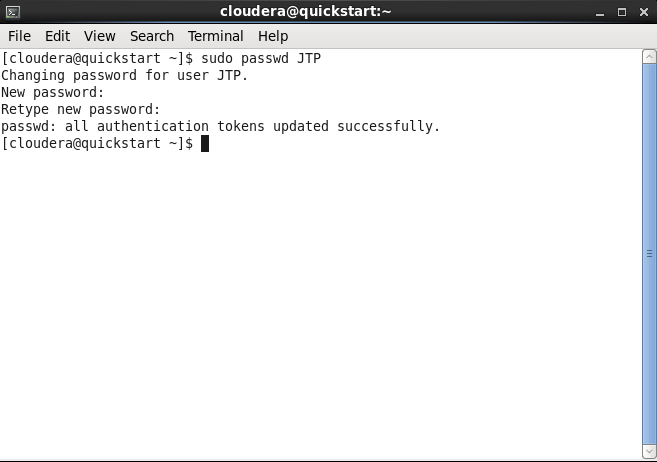 cloudera@quickstart:~
File Edit View Search Terminal Help
[cloudera@quickstart ~]$ sudo passwd JTP
Changing password for user JTP.
New password:
Retype new password:
passwd: all authentication tokens updated successfully.
[cloudera@quickstart ~]$